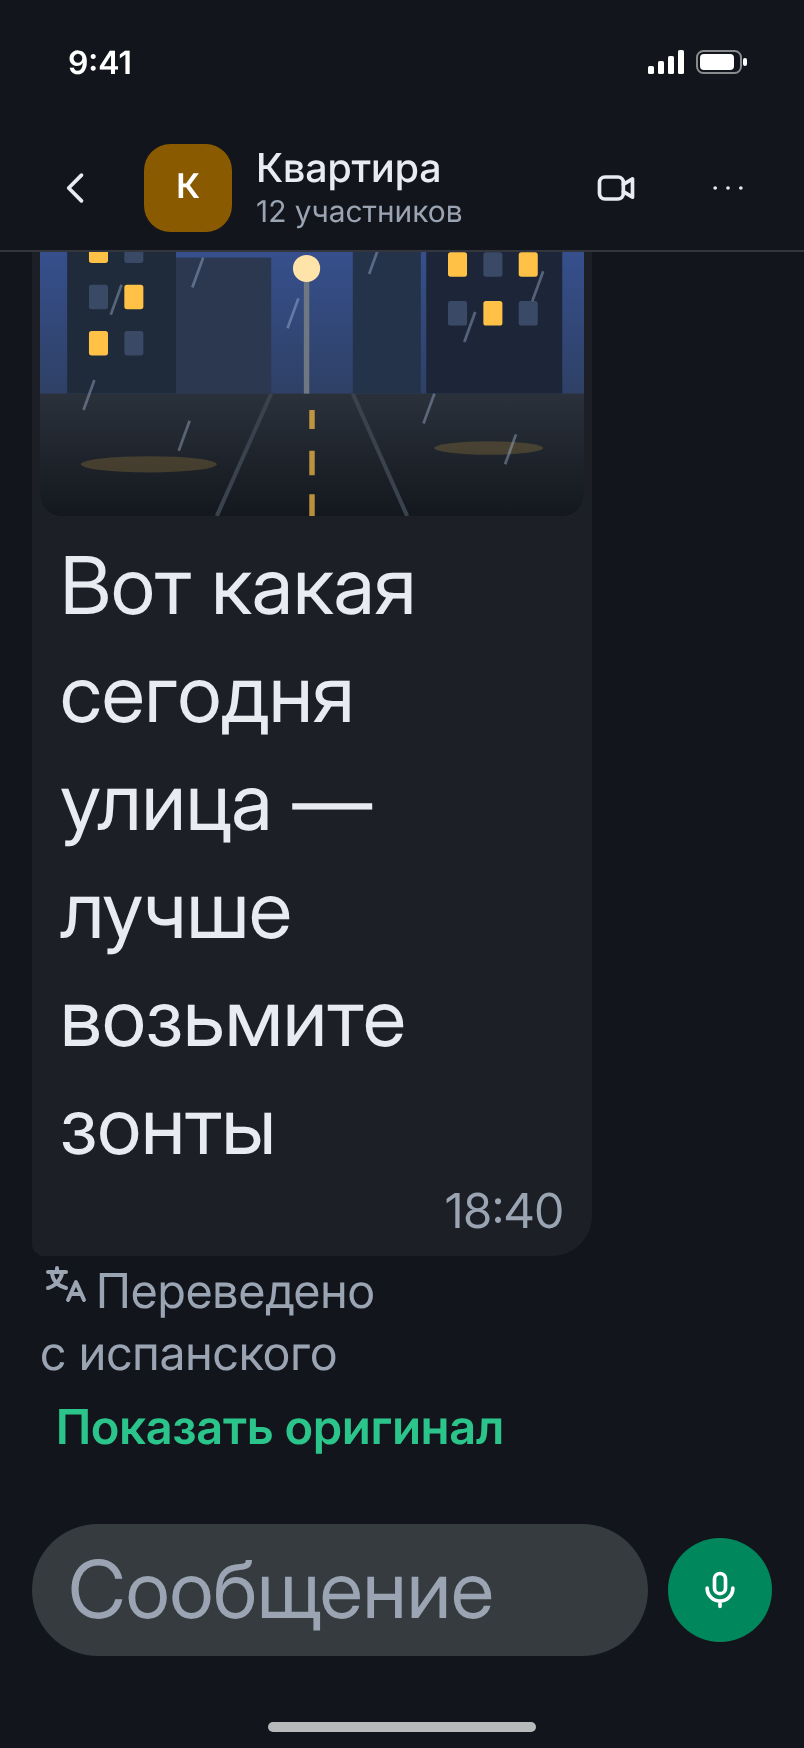 9:41
К
Квартира
12 участников
Вот какая
сегодня
улица —
лучше
возьмите
зонты
18:40
Переведено
с испанского
Показать оригинал
Сообщение